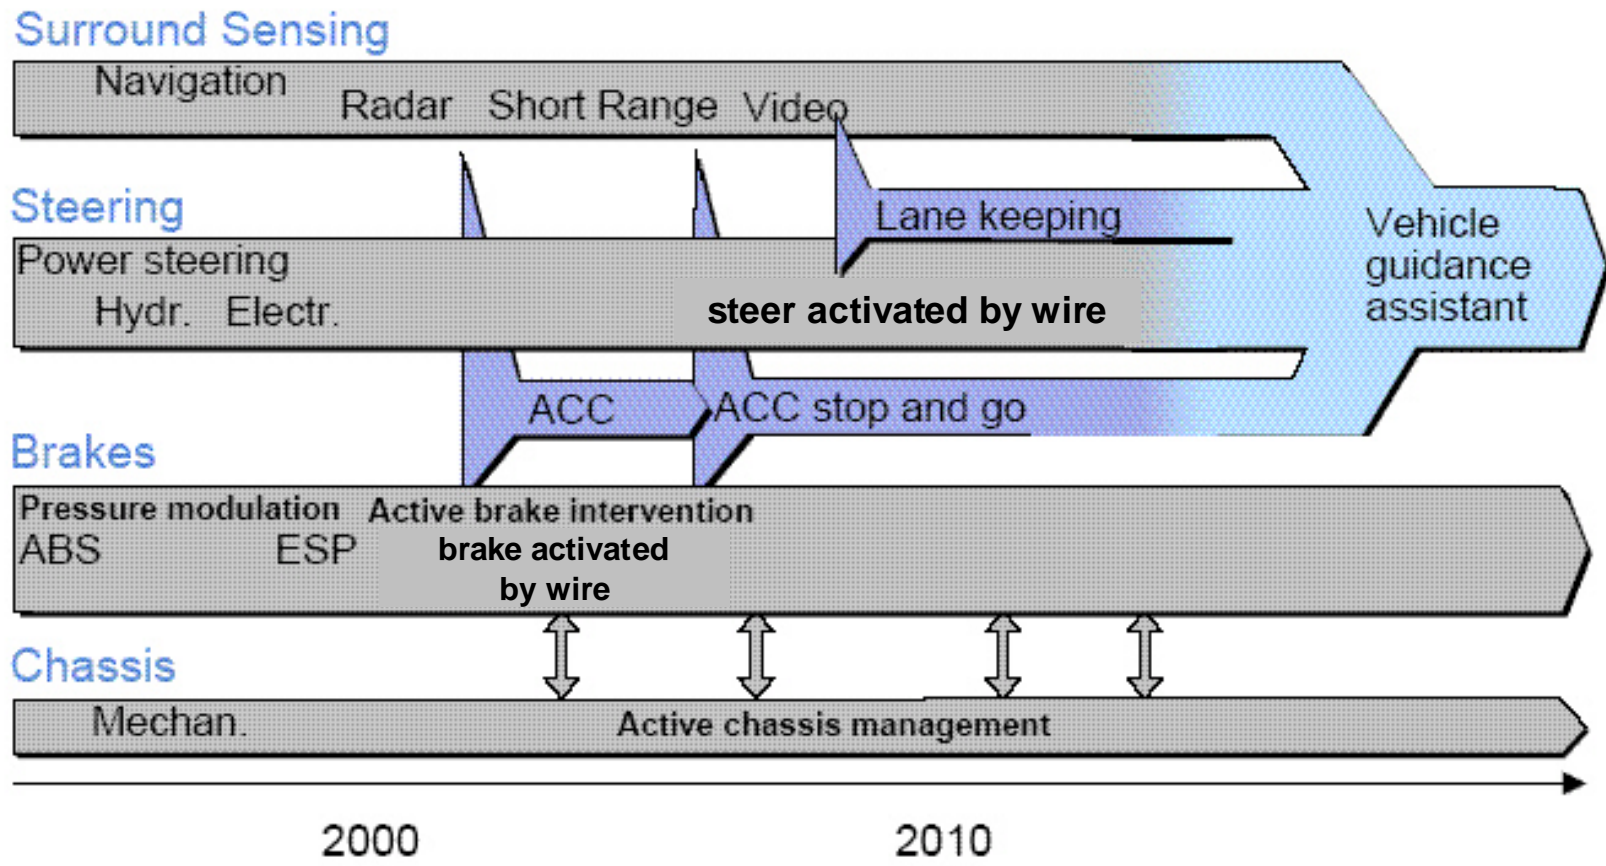 Surround Sensing
Navigation
Radar Short Range Video
Steering
Lane keeping
Power steering
Hydr. Electr.
steer activated by wire
Vehicle
guidance
assistant
ACC
ACC stop and go
Brakes
Pressure modulation Active brake intervention
ABS ESP brake activated
by wire
Chassis
Mechan. Active chassis management
2000 2010